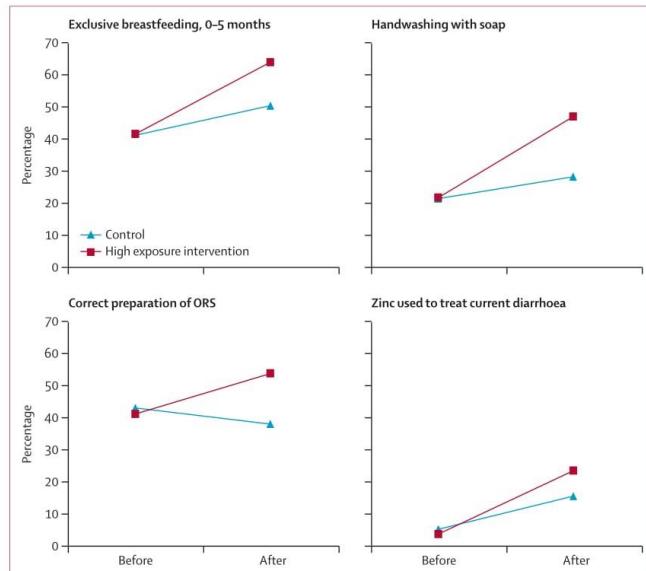 Exclusive breastfeeding, 0–5 months
70
60
50
40
30
20
10
0
Percentage
Control
High exposure intervention
Handwashing with soap
Correct preparation of ORS
70
60
50
40
30
20
10
0
Percentage
Before
After
Zinc used to treat current diarrhoea
Before
After